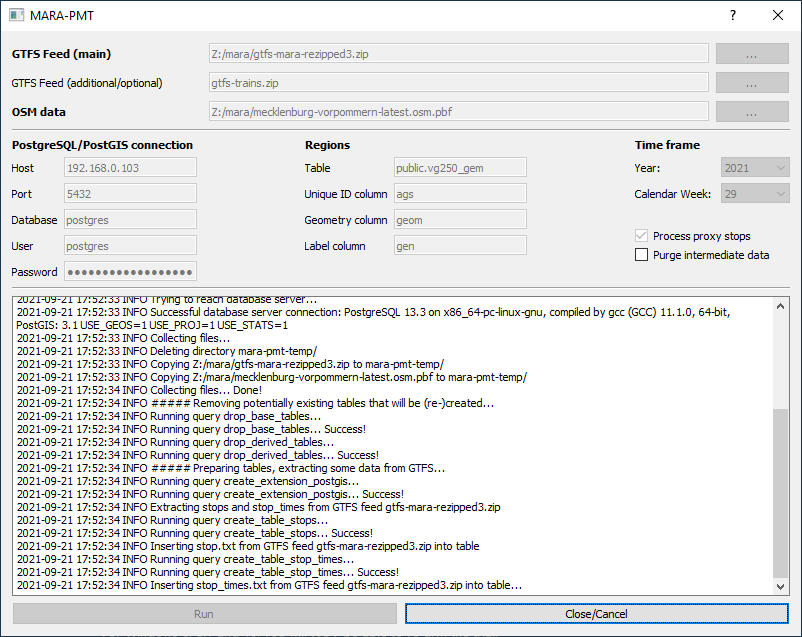 MARA-PMT ?
GTFS Feed (main) Z:/mara/gtfs-mara-rezipped3.zip ...
GTFS Feed (additional/optional) gtfs-trains.zip ...
OSM data Z:/mara/mecklenburg-vorpommern-latest.osm.pbf ...
PostgreSQL/PostGIS connection Regions Time frame
Host 192.168.0.103 Table public.vg250_gem Year: 2021
Port 5432 Unique ID column ags Calendar Week: 29
Database postgres Geometry column geom
User postgres Label column gen
Process proxy stops
Purge intermediate data
Password ●●●●●●●●●●●●●●●●●●
2021-09-21 17:52:33 INFO Trying to reach database server...
2021-09-21 17:52:33 INFO Successful database server connection: PostgreSQL 13.3 on x86_64-pc-linux-gnu, compiled by gcc (GCC) 11.1.0, 64-bit,
PostGIS: 3.1 USE_GEOS=1 USE_PROJ=1 USE_STATS=1
2021-09-21 17:52:33 INFO Collecting files...
2021-09-21 17:52:33 INFO Deleting directory mara-pmt-temp/
2021-09-21 17:52:33 INFO Copying Z:/mara/gtfs-mara-rezipped3.zip to mara-pmt-temp/
2021-09-21 17:52:33 INFO Copying Z:/mara/mecklenburg-vorpommern-latest.osm.pbf to mara-pmt-temp/
2021-09-21 17:52:34 INFO Collecting files... Done!
2021-09-21 17:52:34 INFO ##### Removing potentially existing tables that will be (re-)created...
2021-09-21 17:52:34 INFO Running query drop_base_tables...
2021-09-21 17:52:34 INFO Running query drop_base_tables... Success!
2021-09-21 17:52:34 INFO Running query drop_derived_tables...
2021-09-21 17:52:34 INFO Running query drop_derived_tables... Success!
2021-09-21 17:52:34 INFO ##### Preparing tables, extracting some data from GTFS...
2021-09-21 17:52:34 INFO Running query create_extension_postgis...
2021-09-21 17:52:34 INFO Running query create_extension_postgis... Success!
2021-09-21 17:52:34 INFO Extracting stops and stop_times from GTFS feed gtfs-mara-rezipped3.zip
2021-09-21 17:52:34 INFO Running query create_table_stops...
2021-09-21 17:52:34 INFO Running query create_table_stops... Success!
2021-09-21 17:52:34 INFO Inserting stop.txt from GTFS feed gtfs-mara-rezipped3.zip into table
2021-09-21 17:52:34 INFO Running query create_table_stop_times...
2021-09-21 17:52:34 INFO Running query create_table_stop_times... Success!
2021-09-21 17:52:34 INFO Inserting stop_times.txt from GTFS feed gtfs-mara-rezipped3.zip into table...
Run Close/Cancel